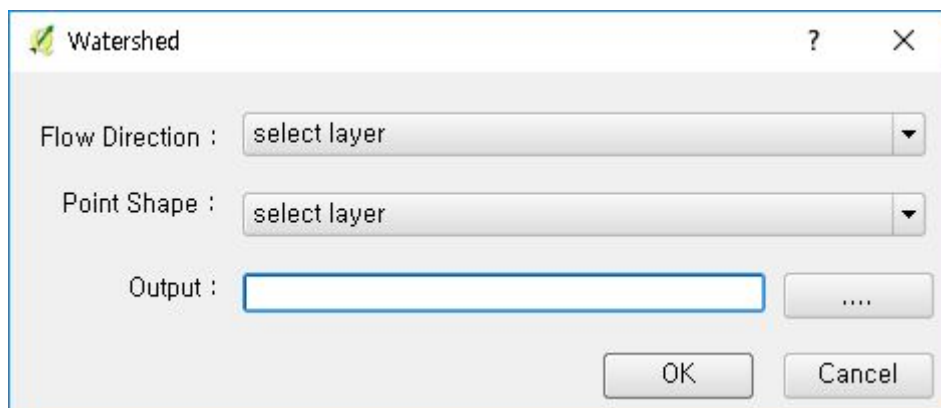 Watershed ?
Flow Direction : select layer
Point Shape : select layer
Output : ....
OK Cancel